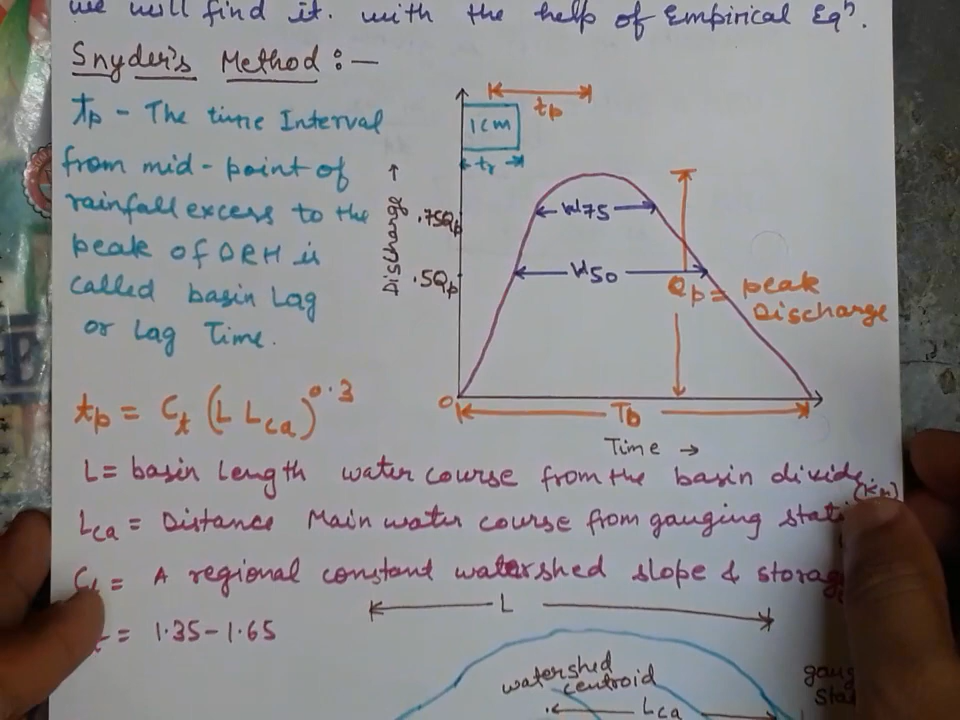 we will find it. with the help of Empirical Eqⁿ.
Snyder's Method :—
tp - The time Interval
from mid-point of
rainfall excess to the
peak of DRH is
called basin Lag
or Lag Time.
tp
1cm
tr
Discharge →
.75Qp
W75
.5Qp
W50
Qp = peak
Discharge
O
Tb
Time →
tp = Ct (L Lca)^0.3
L = basin Length water course from the basin divide (km)
Lca = Distance Main water course from gauging
Ct = A regional constant watershed slope & storage
= 1.35-1.65
L
watershed
centroid
Lca